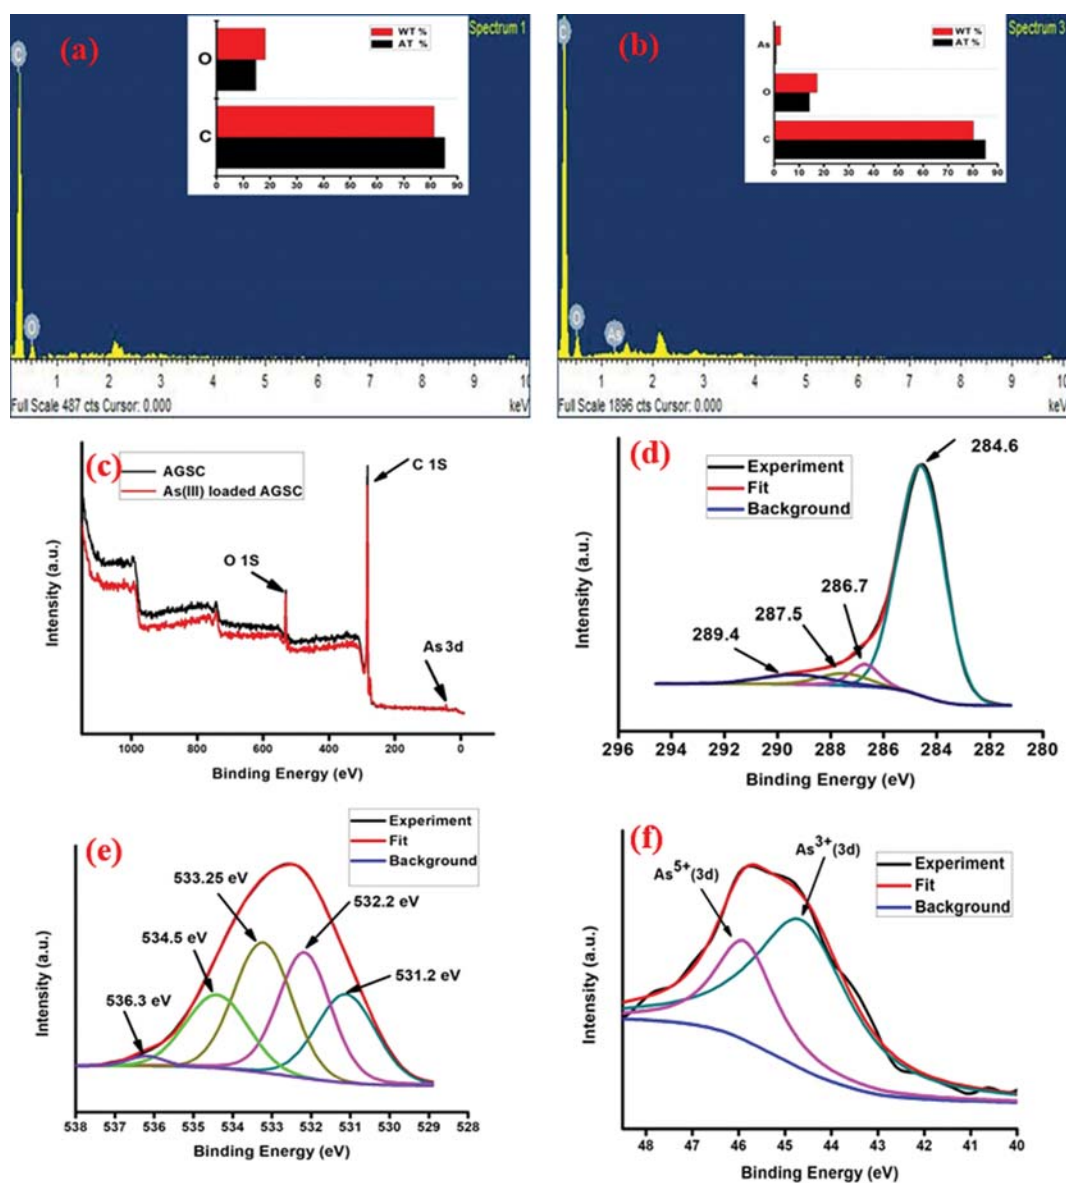 (a)
Spectrum 1
WT %
AT %
O
C
0 10 20 30 40 50 60 70 80 90
C
O
1 2 3 4 5 6 7 8 9 10
Full Scale 487 cts Cursor: 0.000
keV
(b)
Spectrum 3
WT %
AT %
As
O
C
0 10 20 30 40 50 60 70 80 90
C
O
As
1 2 3 4 5 6 7 8 9 10
Full Scale 1896 cts Cursor: 0.000
keV
(c)
AGSC
As(III) loaded AGSC
C 1S
O 1S
As 3d
Intensity (a.u.)
1000 800 600 400 200 0
Binding Energy (eV)
(d)
Experiment
Fit
Background
284.6
286.7
287.5
289.4
Intensity (a.u.)
296 294 292 290 288 286 284 282 280
Binding Energy (eV)
(e)
Experiment
Fit
Background
533.25 eV
532.2 eV
534.5 eV
531.2 eV
536.3 eV
Intensity (a.u.)
538 537 536 535 534 533 532 531 530 529 528
Binding Energy (eV)
(f)
As3+(3d)
As5+(3d)
Experiment
Fit
Background
Intensity (a.u.)
48 47 46 45 44 43 42 41 40
Binding Energy (eV)